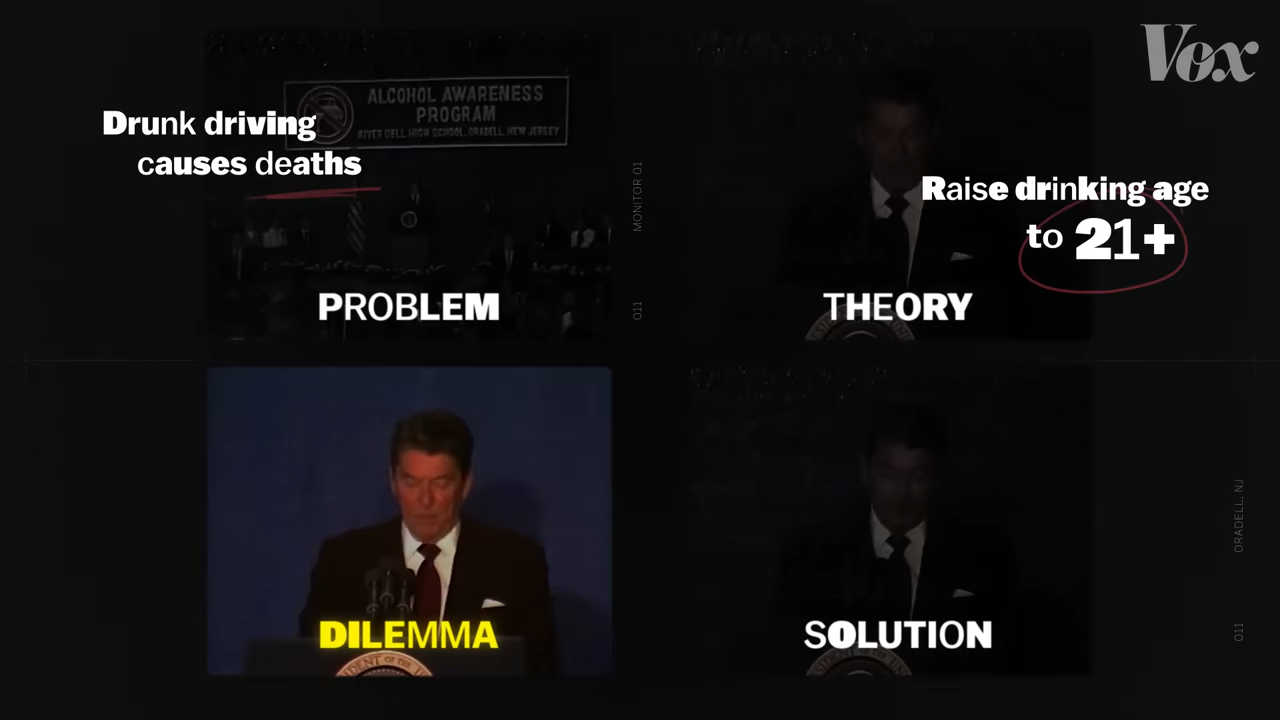 Vox
ALCOHOL AWARENESS
PROGRAM
RIVER DELL HIGH SCHOOL, ORADELL, NEW JERSEY
Drunk driving
causes deaths
MONITOR 01
011
PROBLEM
Raise drinking age
to 21+
THEORY
DILEMMA
SOLUTION
ORADELL, NJ
011